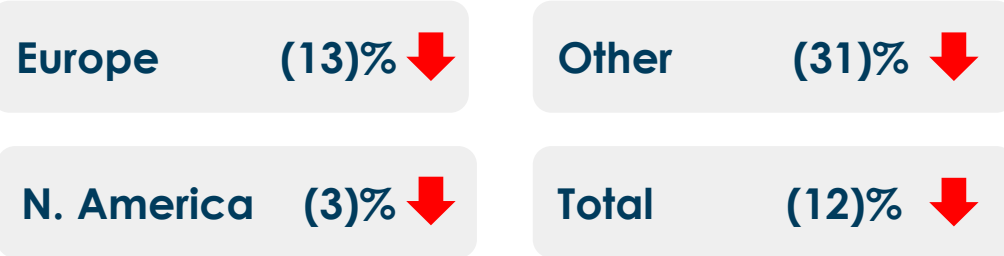 Europe (13)%
Other (31)%
N. America (3)%
Total (12)%